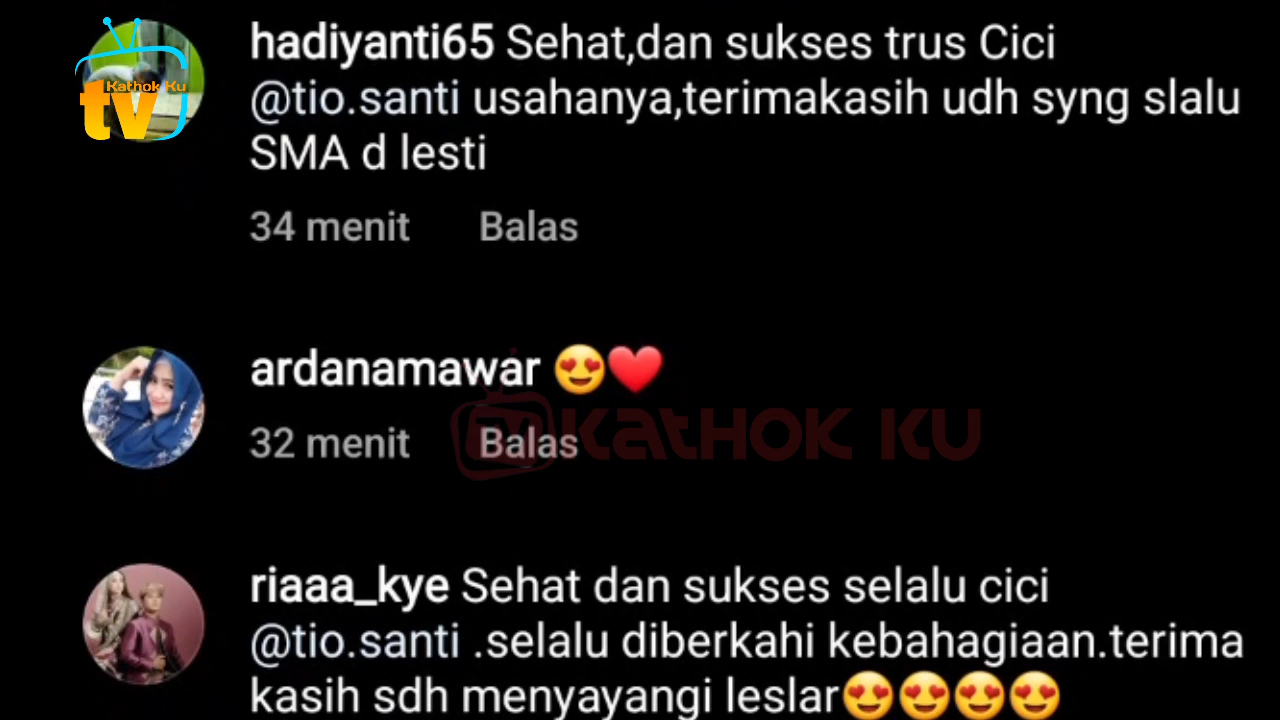 Kathok Ku
tv
hadiyanti65 Sehat,dan sukses trus Cici
@tio.santi usahanya,terimakasih udh syng slalu
SMA d lesti
34 menit Balas
ardanamawar 😍❤️
32 menit Balas
tv KATHOK KU
riaaa_kye Sehat dan sukses selalu cici
@tio.santi .selalu diberkahi kebahagiaan.terima
kasih sdh menyayangi leslar😍😍😍😍